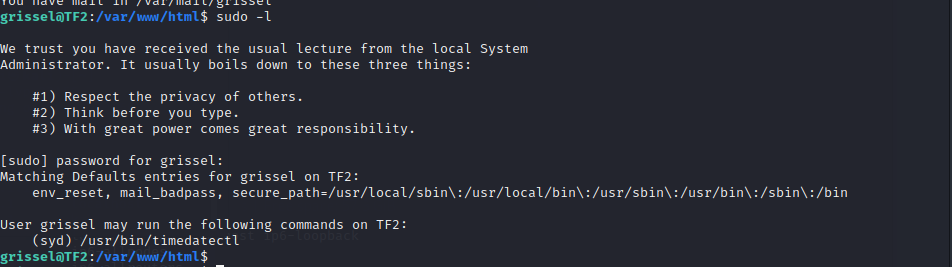 You have mail in /var/mail/grissel
grissel@TF2:/var/www/html$ sudo -l
We trust you have received the usual lecture from the local System
Administrator. It usually boils down to these three things:
#1) Respect the privacy of others.
#2) Think before you type.
#3) With great power comes great responsibility.
[sudo] password for grissel:
Matching Defaults entries for grissel on TF2:
env_reset, mail_badpass, secure_path=/usr/local/sbin\:/usr/local/bin\:/usr/sbin\:/usr/bin\:/sbin\:/bin
User grissel may run the following commands on TF2:
(syd) /usr/bin/timedatectl
grissel@TF2:/var/www/html$